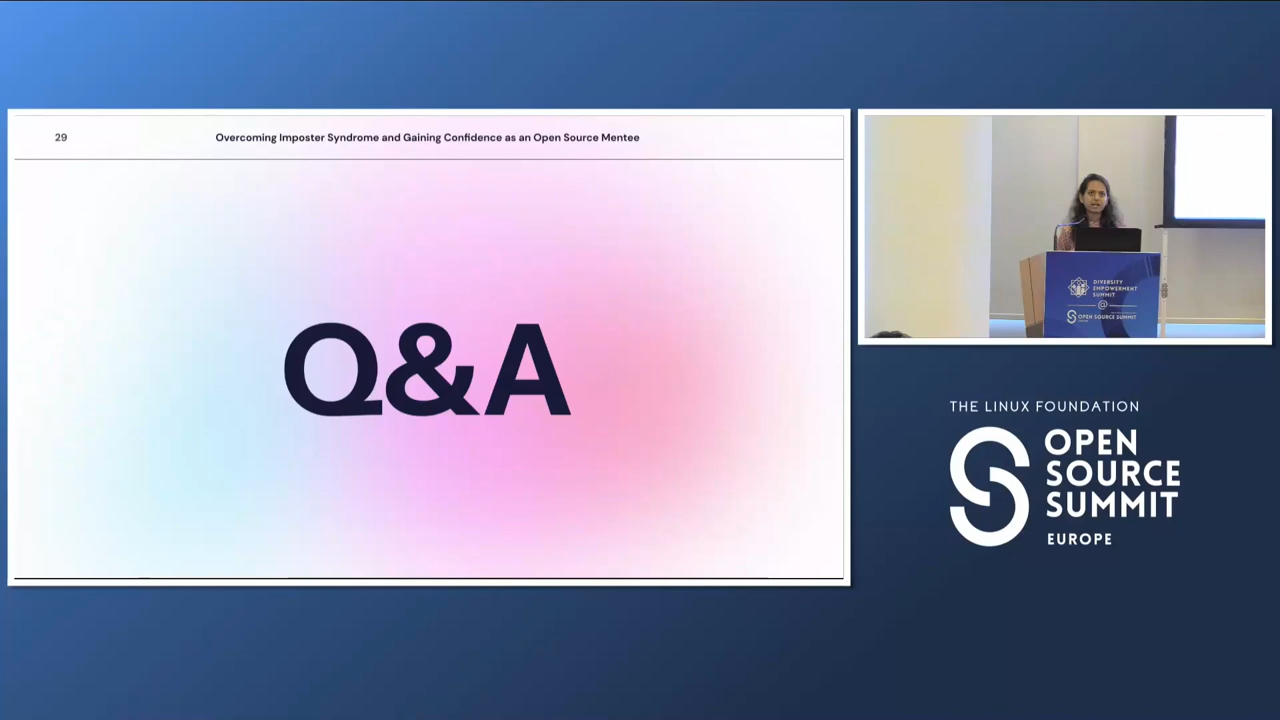 29
Overcoming Imposter Syndrome and Gaining Confidence as an Open Source Mentee
Q&A
DIVERSITY
EMPOWERMENT
SUMMIT
@
OPEN SOURCE SUMMIT
THE LINUX FOUNDATION
OPEN
SOURCE
SUMMIT
EUROPE